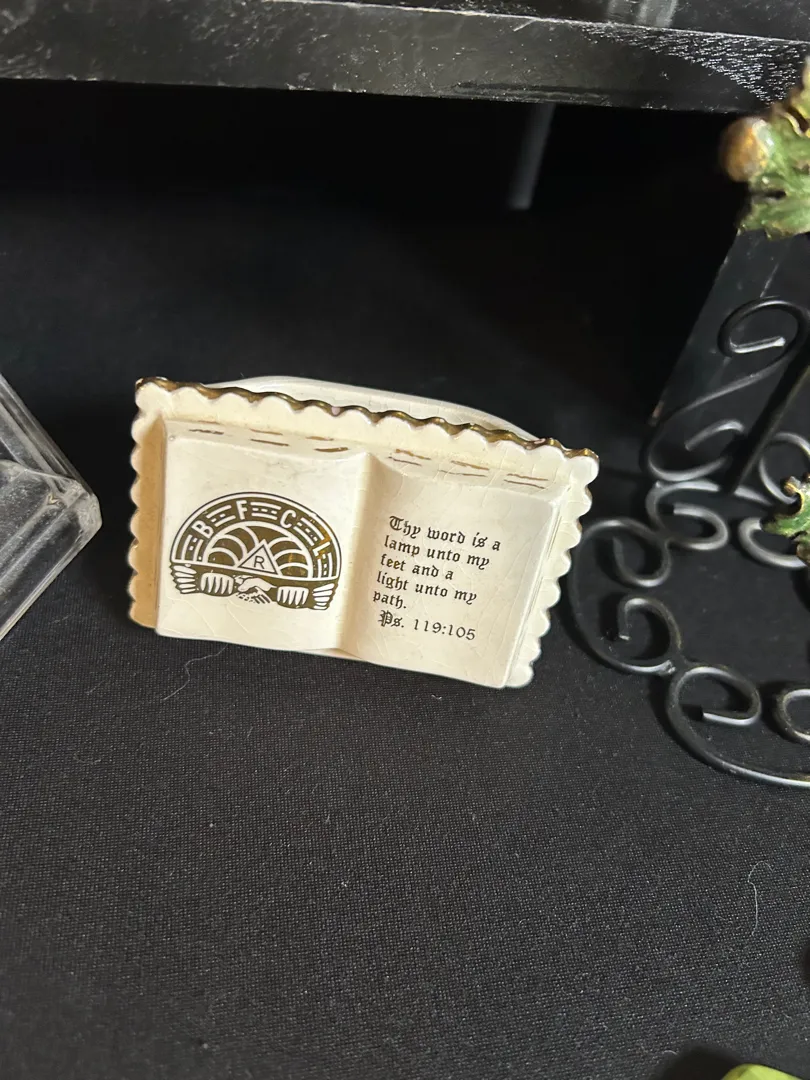 B F C L
R
Thy word is a
lamp unto my
feet and a
light unto my
path.
Ps. 119:105